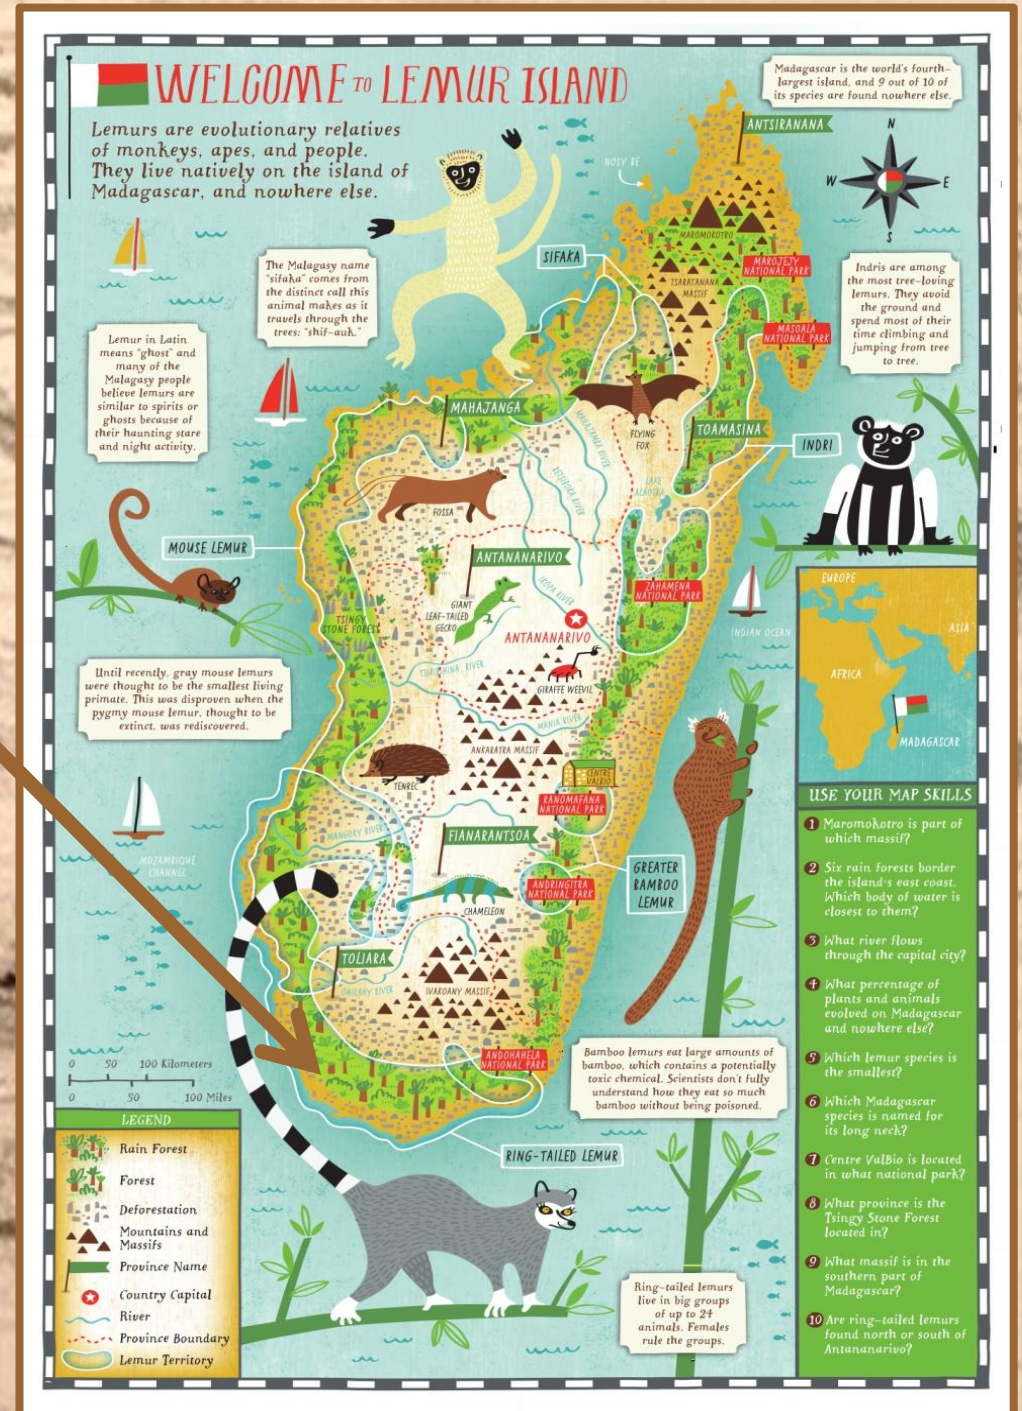 WELCOME TO LEMUR ISLAND
Lemurs are evolutionary relatives
of monkeys, apes, and people.
They live natively on the island of
Madagascar, and nowhere else.
Madagascar is the world's fourth-
largest island, and 9 out of 10 of
its species are found nowhere else.
N
W
E
S
ANTSIRANANA
NOSY BE
MAROMOKOTRO
SIFAKA
MAROJEJY
NATIONAL PARK
TSARATANANA
MASSIF
The Malagasy name
"sifaka" comes from
the distinct call this
animal makes as it
travels through the
trees: "shif-auk."
Indris are among
the most tree-loving
lemurs. They avoid
the ground and
spend most of their
time climbing and
jumping from tree
to tree.
MASOALA
NATIONAL PARK
Lemur in Latin
means "ghost" and
many of the
Malagasy people
believe lemurs are
similar to spirits or
ghosts because of
their haunting stare
and night activity.
MAHAJANGA
FLYING
FOX
TOAMASINA
INDRI
LAKE
ALAOTRA
FOSSA
MOUSE LEMUR
ANTANANARIVO
IKOPA RIVER
GIANT
LEAF-TAILED
GECKO
ZAHAMENA
NATIONAL PARK
TSINGY
STONE FOREST
ANTANANARIVO
INDIAN OCEAN
TSIRIBIHINA RIVER
GIRAFFE WEEVIL
Until recently, gray mouse lemurs
were thought to be the smallest living
primate. This was disproven when the
pygmy mouse lemur, thought to be
extinct, was rediscovered.
MANIA RIVER
ANKARATRA MASSIF
TENREC
CENTRE
VALBIO
RANOMAFANA
NATIONAL PARK
MANGOKY RIVER
FIANARANTSOA
MOZAMBIQUE
CHANNEL
GREATER
BAMBOO
LEMUR
ANDRINGITRA
NATIONAL PARK
CHAMELEON
TOLIARA
ONILAHY RIVER
IVAKOANY MASSIF
ANDOHAHELA
NATIONAL PARK
Bamboo lemurs eat large amounts of
bamboo, which contains a potentially
toxic chemical. Scientists don't fully
understand how they eat so much
bamboo without being poisoned.
RING-TAILED LEMUR
Ring-tailed lemurs
live in big groups
of up to 24
animals. Females
rule the groups.
0 50 100 Kilometers
0 50 100 Miles
LEGEND
Rain Forest
Forest
Deforestation
Mountains and
Massifs
Province Name
Country Capital
River
Province Boundary
Lemur Territory
EUROPE
ASIA
AFRICA
MADAGASCAR
USE YOUR MAP SKILLS
1 Maromokotro is part of
which massif?
2 Six rain forests border
the island's east coast.
Which body of water is
closest to them?
3 What river flows
through the capital city?
4 What percentage of
plants and animals
evolved on Madagascar
and nowhere else?
5 Which lemur species is
the smallest?
6 Which Madagascar
species is named for
its long neck?
7 Centre ValBio is located
in what national park?
8 What province is the
Tsingy Stone Forest
located in?
9 What massif is in the
southern part of
Madagascar?
10 Are ring-tailed lemurs
found north or south of
Antananarivo?